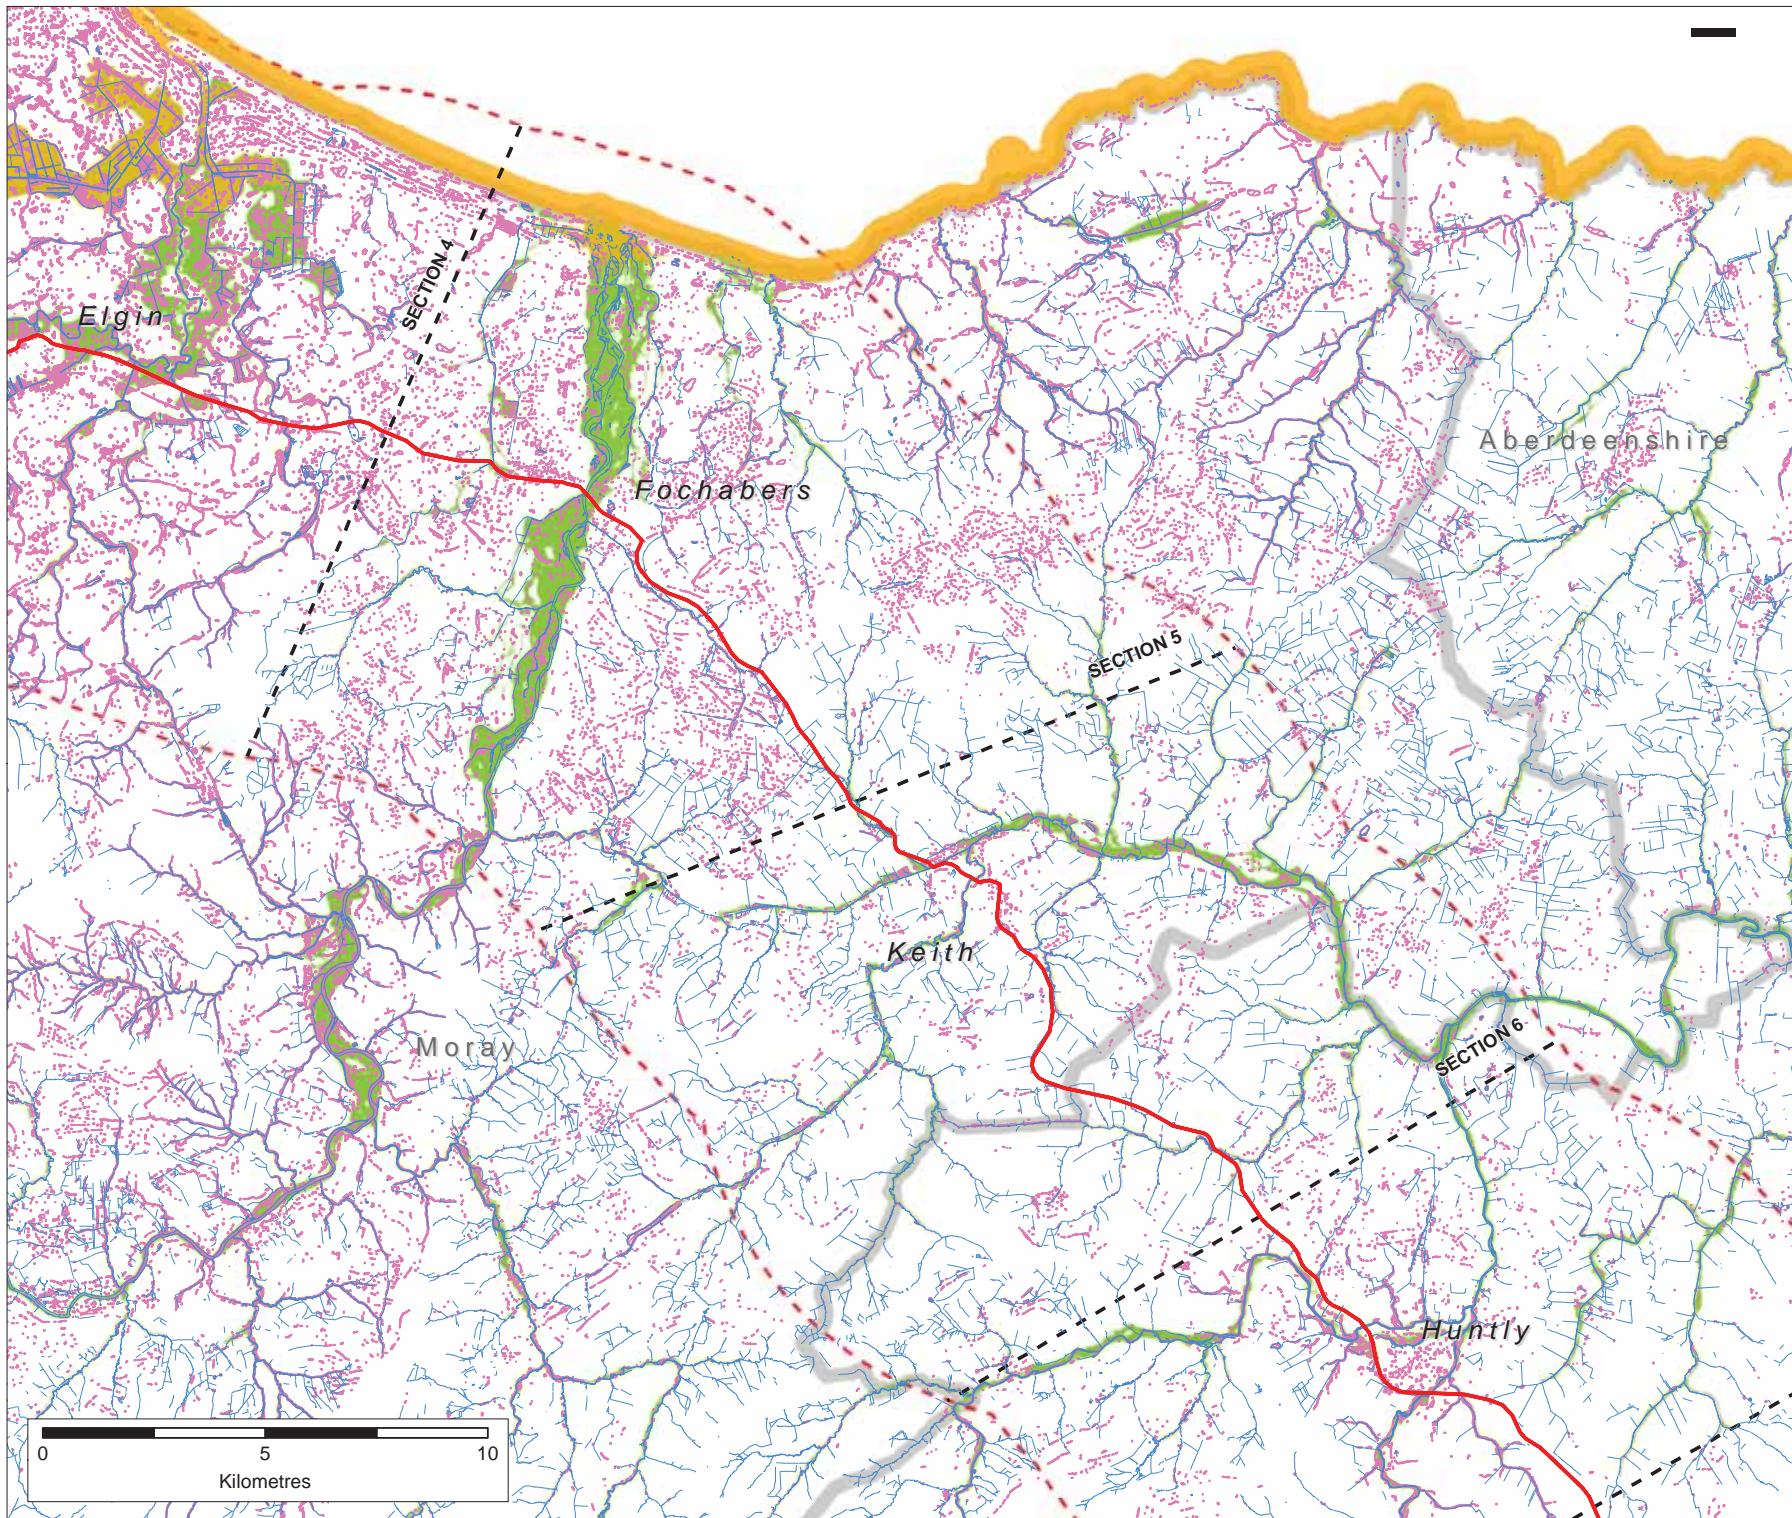 SECTION 4
Elgin
Aberdeenshire
Fochabers
SECTION 5
Keith
SECTION 6
Moray
Huntly
0 5 10
Kilometres